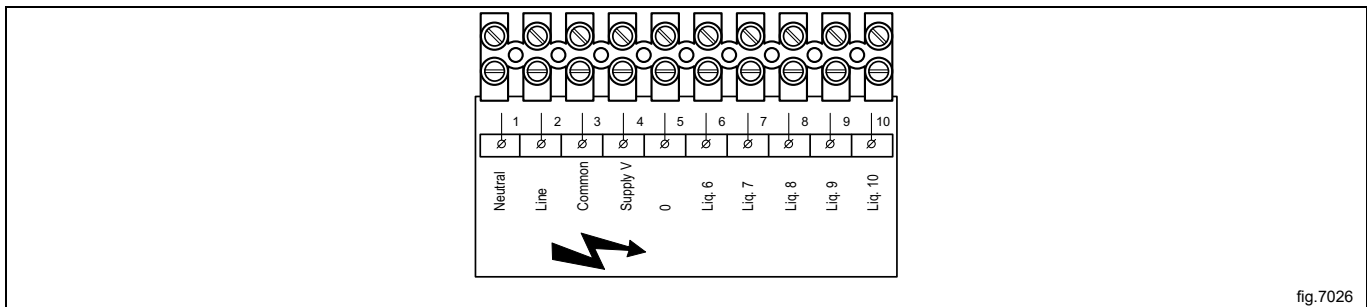 1 2 3 4 5 6 7 8 9 10
Neutral
Line
Common
Supply V
0
Liq. 6
Liq. 7
Liq. 8
Liq. 9
Liq. 10
fig.7026